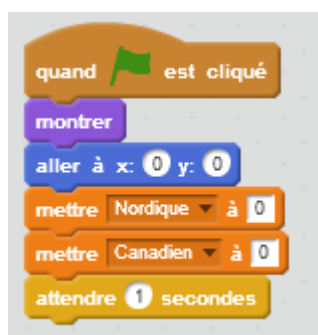 quand est cliqué
montrer
aller à x: 0 y: 0
mettre Nordique à 0
mettre Canadien à 0
attendre 1 secondes